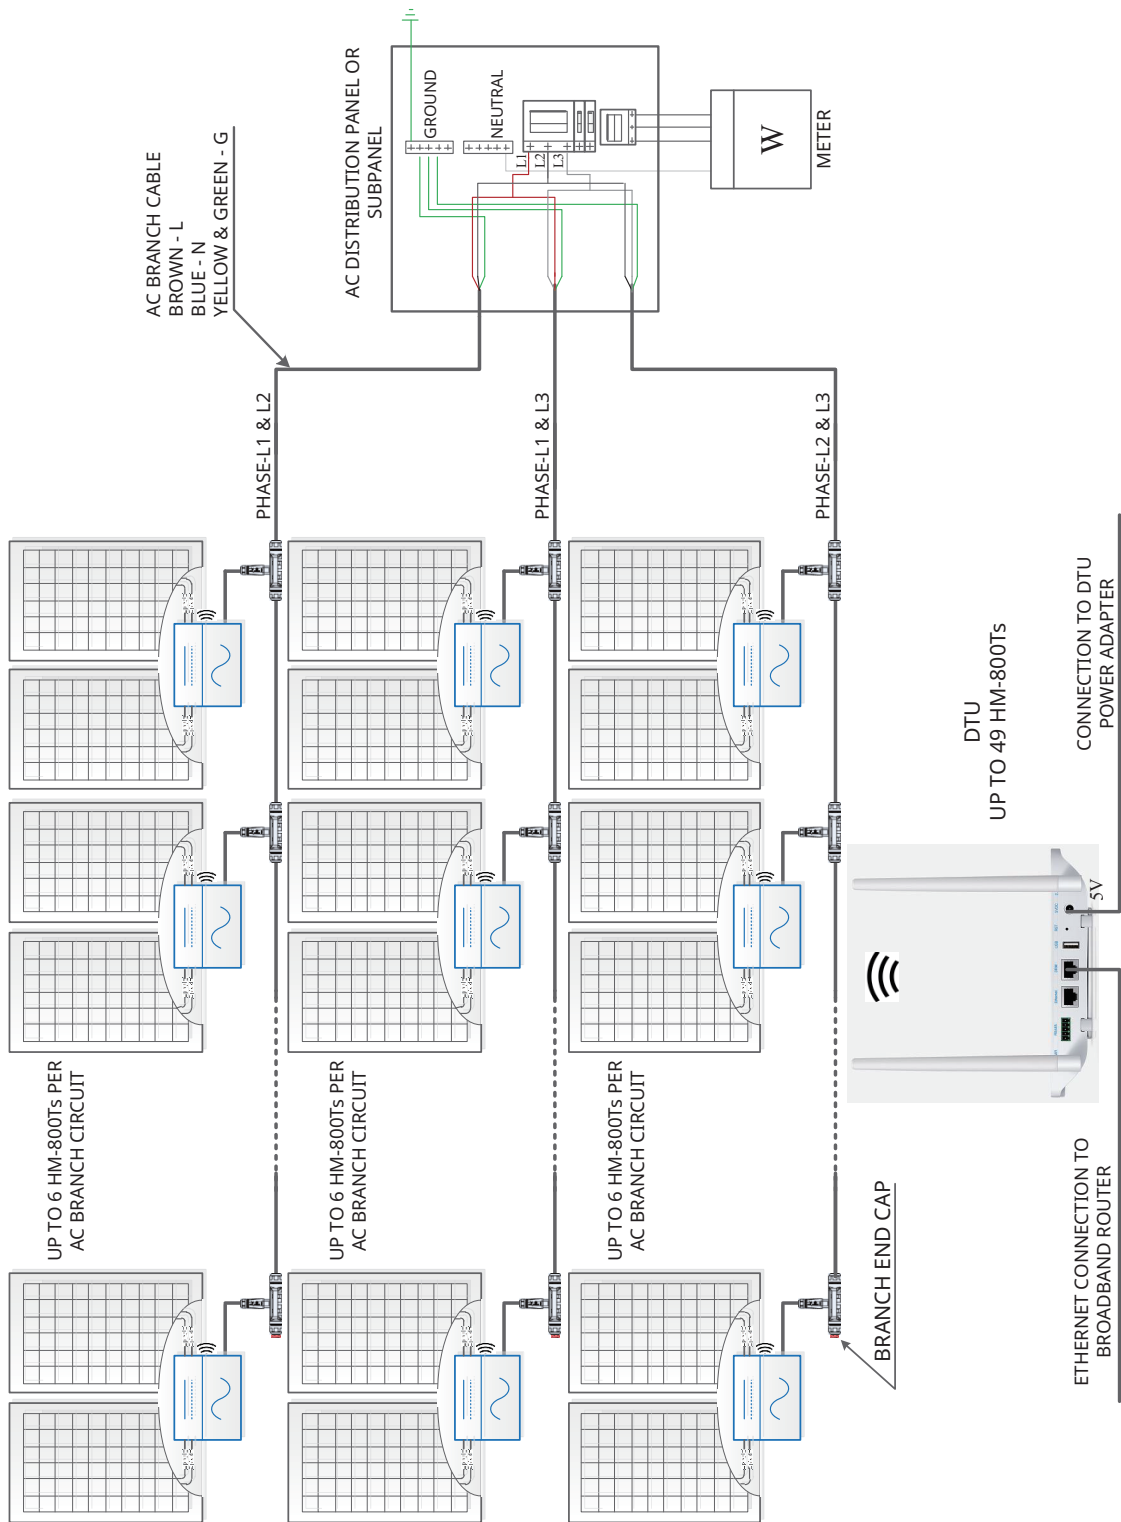 AC DISTRIBUTION PANEL OR
SUBPANEL
GROUND
NEUTRAL
L1
L2
L3
W
METER
AC BRANCH CABLE
BROWN - L
BLUE - N
YELLOW & GREEN - G
PHASE-L1 & L2
PHASE-L1 & L3
PHASE-L2 & L3
UP TO 6 HM-800Ts PER
AC BRANCH CIRCUIT
UP TO 6 HM-800Ts PER
AC BRANCH CIRCUIT
UP TO 6 HM-800Ts PER
AC BRANCH CIRCUIT
BRANCH END CAP
DTU
UP TO 49 HM-800Ts
5V
CONNECTION TO DTU
POWER ADAPTER
ETHERNET CONNECTION TO
BROADBAND ROUTER